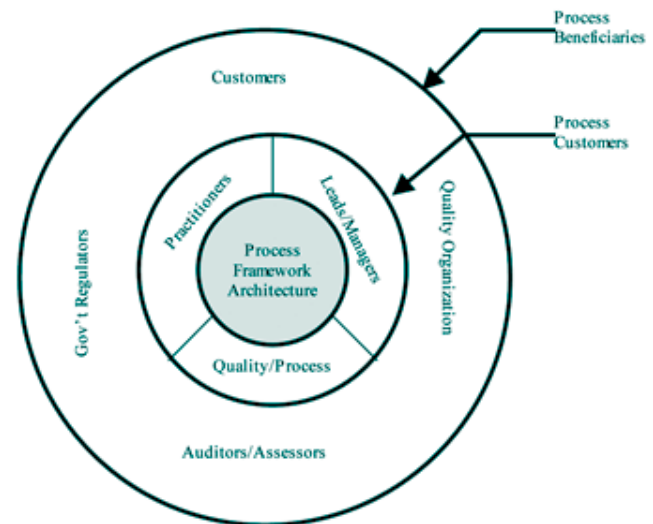 Process
Beneficiaries
Customers
Process
Customers
Practitioners
Leads/Managers
Quality Organization
Gov't Regulators
Process
Framework
Architecture
Quality/Process
Auditors/Assessors